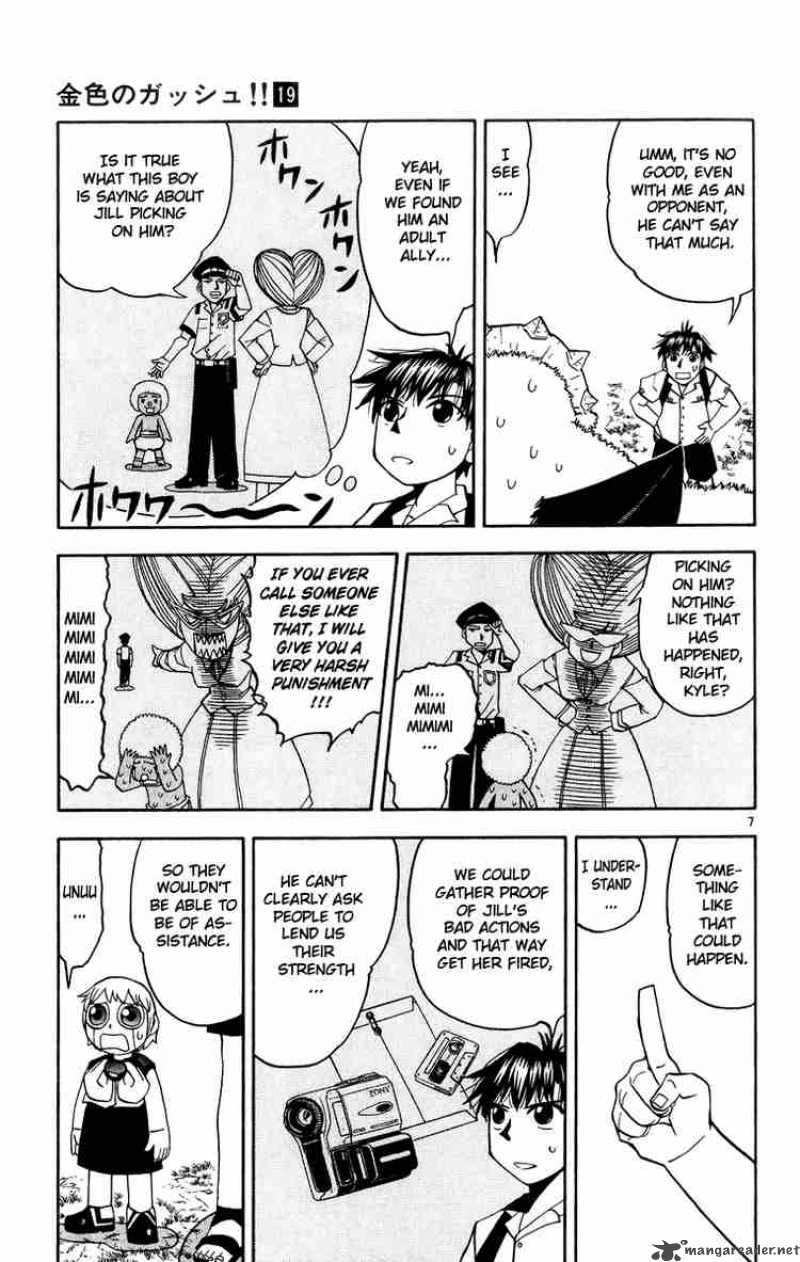 金色のガッシュ!! 19
UMM, IT'S NO
GOOD, EVEN
WITH ME AS AN
OPPONENT,
HE CAN'T SAY
THAT MUCH.
I
SEE
...
YEAH,
EVEN IF
WE FOUND
HIM AN
ADULT
ALLY...
ホワンホワン
IS IT TRUE
WHAT THIS BOY
IS SAYING ABOUT
JILL PICKING
ON HIM?
ホワワ〜ン
PICKING
ON HIM?
NOTHING
LIKE THAT
HAS
HAPPENED,
RIGHT,
KYLE?
MI...
MIMI
MIMIMI
...
IF YOU EVER
CALL SOMEONE
ELSE LIKE
THAT, I WILL
GIVE YOU A
VERY HARSH
PUNISHMENT
!!!
MIMI
MIMI
MIMI
MIMI
MI...
7
SOME-
THING
LIKE
THAT
COULD
HAPPEN.
I UNDER-
STAND
...
WE COULD
GATHER PROOF
OF JILL'S
BAD ACTIONS
AND THAT WAY
GET HER FIRED,
HE CAN'T
CLEARLY ASK
PEOPLE TO
LEND US
THEIR
STRENGTH
...
ZONY
SO THEY
WOULDN'T
BE ABLE TO
BE OF AS-
SISTANCE.
UNUU
...
mangareader.net